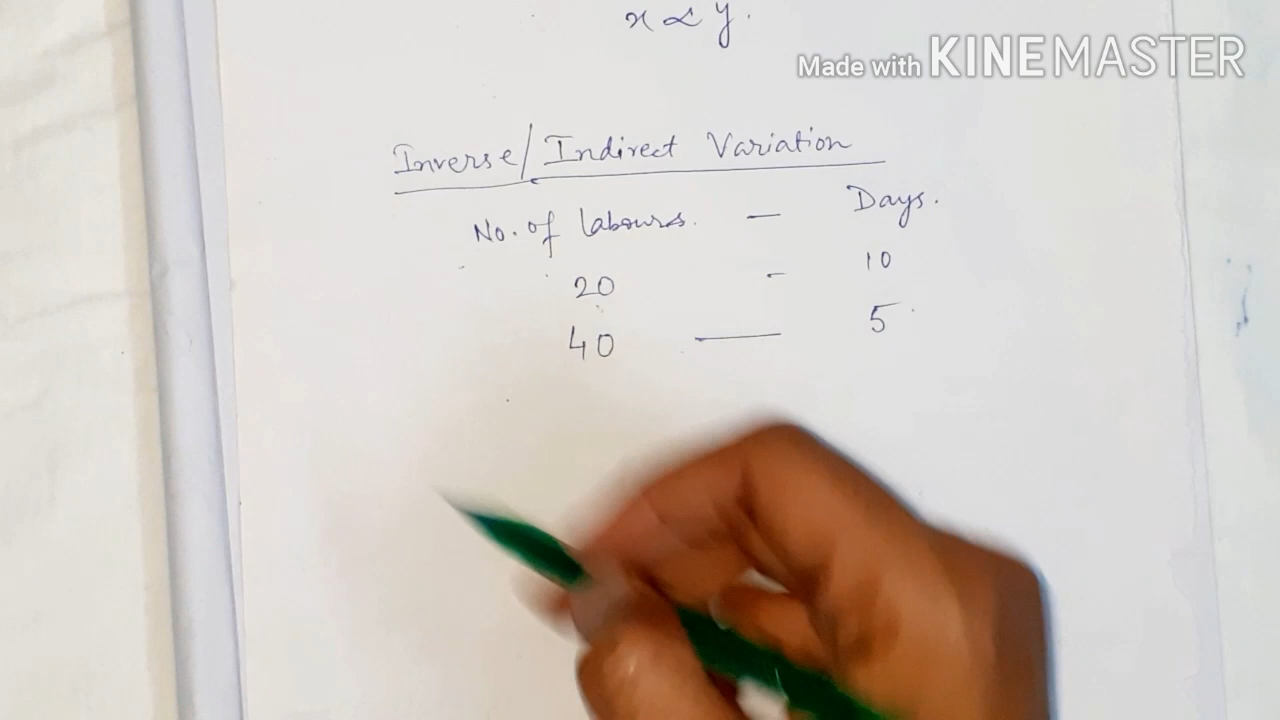 x ∝ y.
Made with KINEMASTER
Inverse/Indirect Variation
No. of labours. — Days.
20 - 10
40 — 5